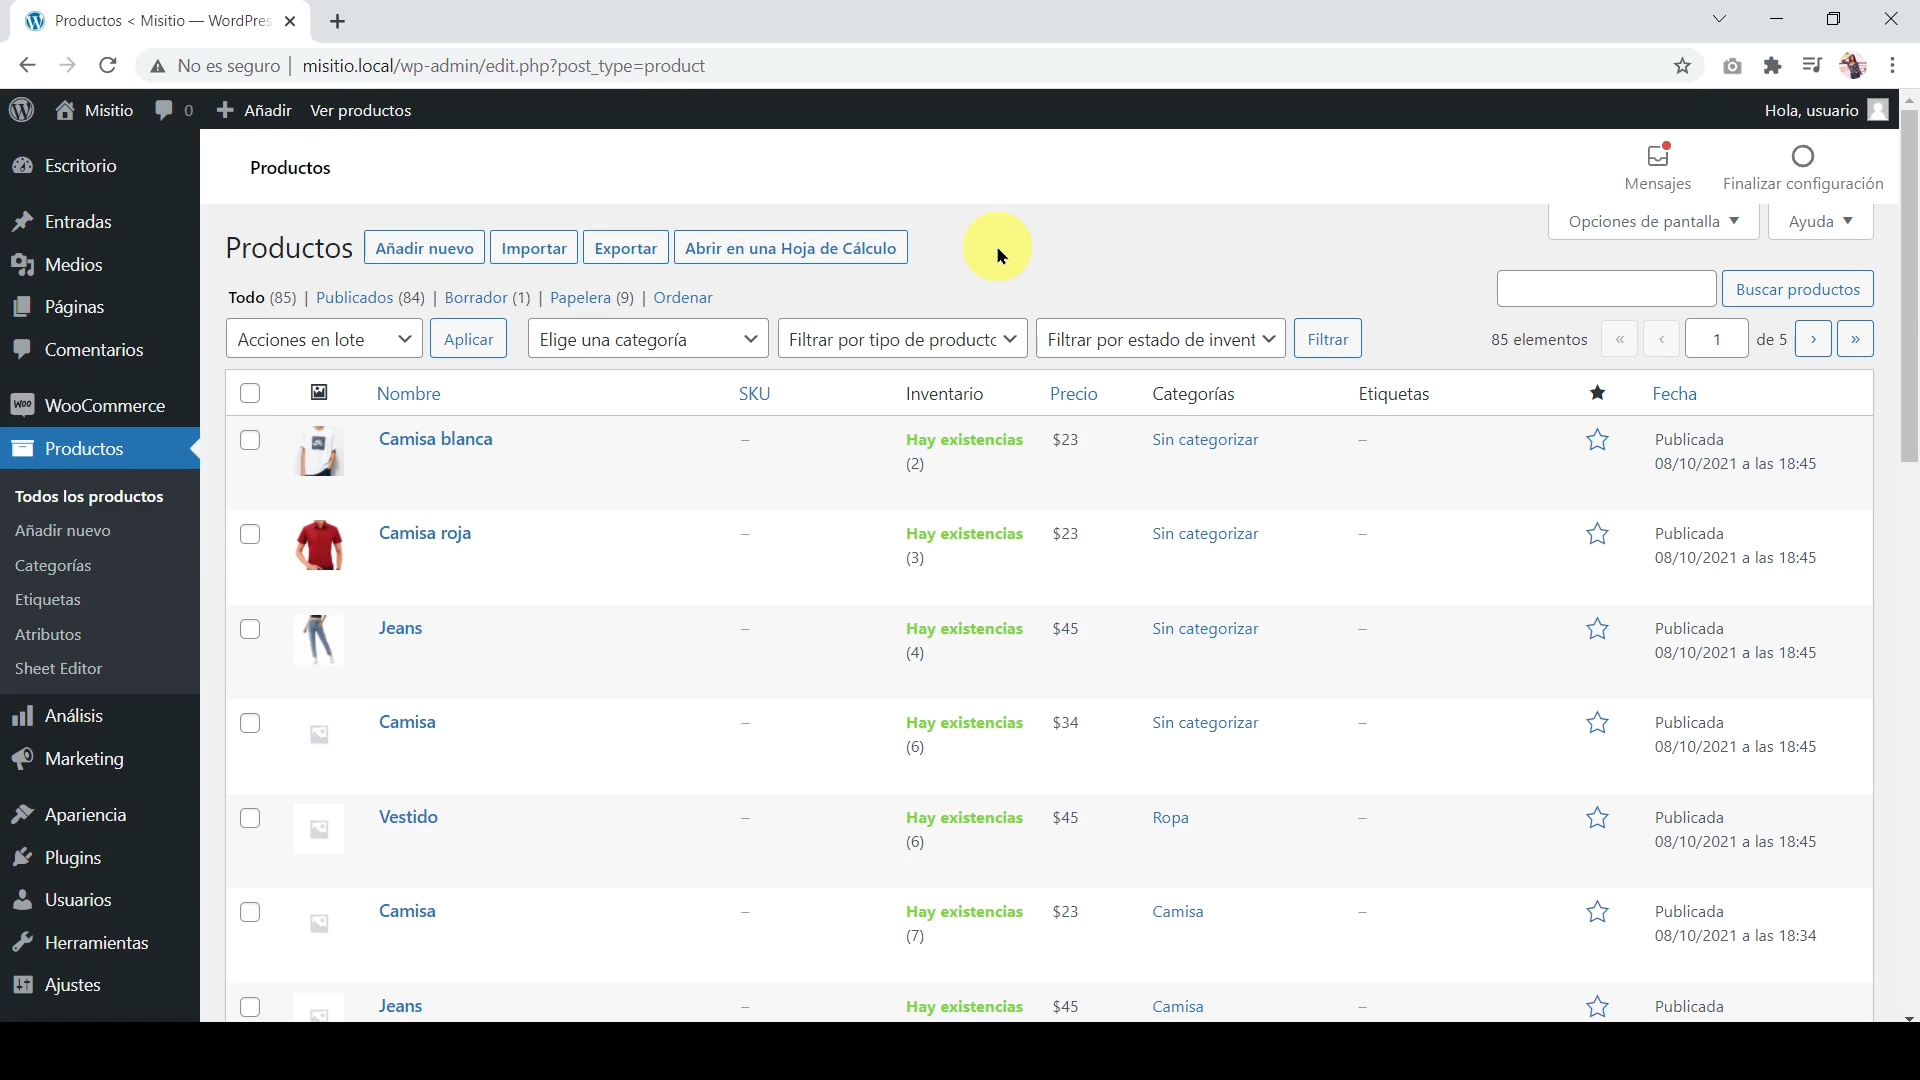 Productos < Misitio — WordPres
No es seguro | misitio.local/wp-admin/edit.php?post_type=product
Misitio 0 Añadir Ver productos Hola, usuario
Escritorio
Entradas
Medios
Páginas
Comentarios
WooCommerce
Productos
Todos los productos
Añadir nuevo
Categorías
Etiquetas
Atributos
Sheet Editor
Análisis
Marketing
Apariencia
Plugins
Usuarios
Herramientas
Ajustes
Productos
Mensajes Finalizar configuración
Opciones de pantalla Ayuda
Productos Añadir nuevo Importar Exportar Abrir en una Hoja de Cálculo
Todo (85) | Publicados (84) | Borrador (1) | Papelera (9) | Ordenar
Buscar productos
Acciones en lote Aplicar Elige una categoría Filtrar por tipo de producto Filtrar por estado de invent Filtrar 85 elementos « ‹ 1 de 5 › »
Nombre SKU Inventario Precio Categorías Etiquetas Fecha
Camisa blanca – Hay existencias $23 Sin categorizar – Publicada
(2) 08/10/2021 a las 18:45
Camisa roja – Hay existencias $23 Sin categorizar – Publicada
(3) 08/10/2021 a las 18:45
Jeans – Hay existencias $45 Sin categorizar – Publicada
(4) 08/10/2021 a las 18:45
Camisa – Hay existencias $34 Sin categorizar – Publicada
(6) 08/10/2021 a las 18:45
Vestido – Hay existencias $45 Ropa – Publicada
(6) 08/10/2021 a las 18:45
Camisa – Hay existencias $23 Camisa – Publicada
(7) 08/10/2021 a las 18:34
Jeans – Hay existencias $45 Camisa – Publicada